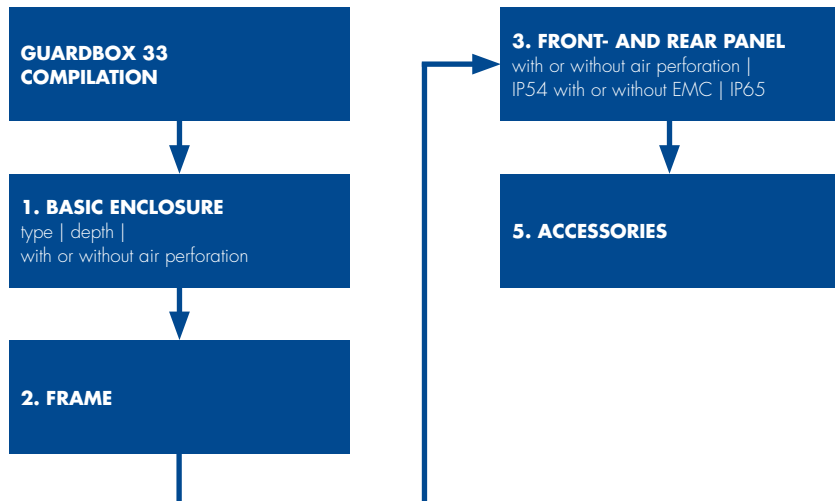 GUARDBOX 33
COMPILATION
1. BASIC ENCLOSURE
type | depth |
with or without air perforation
2. FRAME
3. FRONT- AND REAR PANEL
with or without air perforation |
IP54 with or without EMC | IP65
5. ACCESSORIES